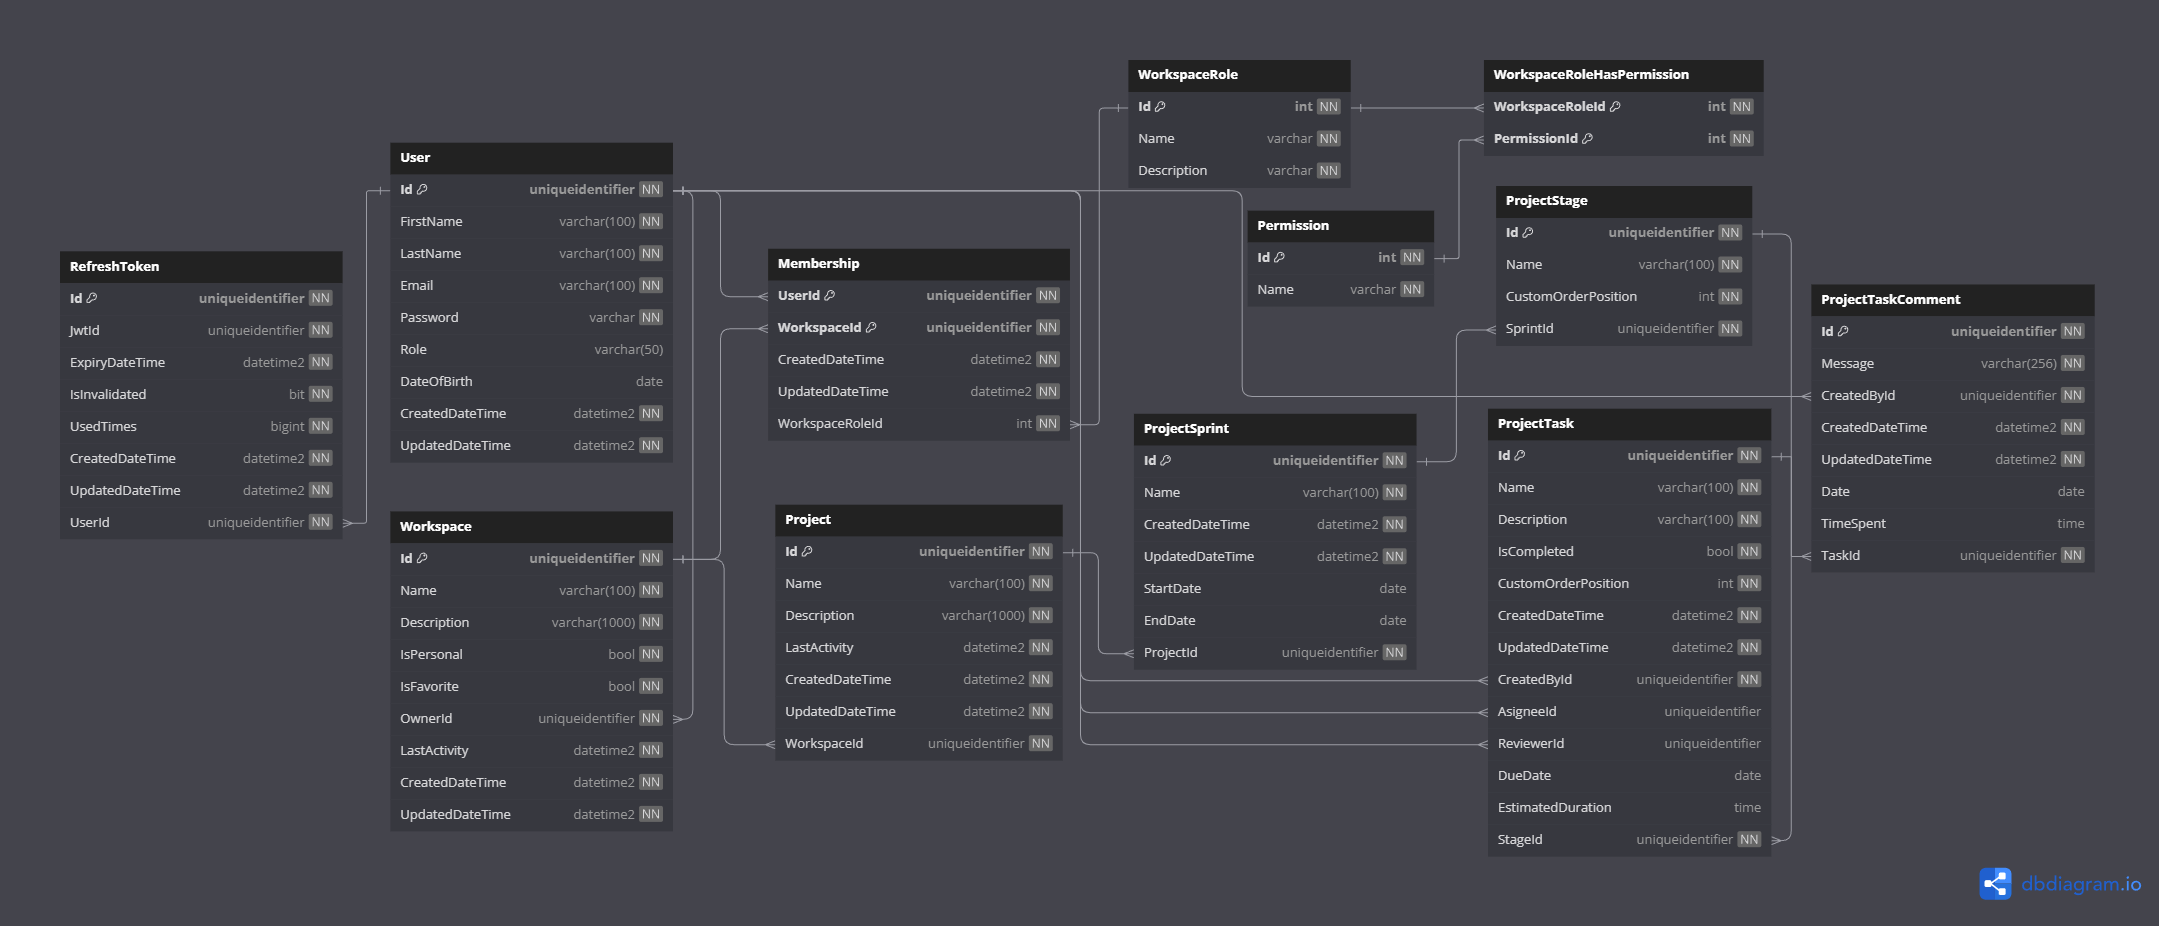 WorkspaceRole
Id int NN
Name varchar NN
Description varchar NN
WorkspaceRoleHasPermission
WorkspaceRoleId int NN
PermissionId int NN
User
Id uniqueidentifier NN
FirstName varchar(100) NN
LastName varchar(100) NN
Email varchar(100) NN
Password varchar NN
Role varchar(50)
DateOfBirth date
CreatedDateTime datetime2 NN
UpdatedDateTime datetime2 NN
ProjectStage
Id uniqueidentifier NN
Name varchar(100) NN
CustomOrderPosition int NN
SprintId uniqueidentifier NN
Permission
Id int NN
Name varchar NN
RefreshToken
Id uniqueidentifier NN
JwtId uniqueidentifier NN
ExpiryDateTime datetime2 NN
IsInvalidated bit NN
UsedTimes bigint NN
CreatedDateTime datetime2 NN
UpdatedDateTime datetime2 NN
UserId uniqueidentifier NN
Membership
UserId uniqueidentifier NN
WorkspaceId uniqueidentifier NN
CreatedDateTime datetime2 NN
UpdatedDateTime datetime2 NN
WorkspaceRoleId int NN
ProjectTaskComment
Id uniqueidentifier NN
Message varchar(256) NN
CreatedById uniqueidentifier NN
CreatedDateTime datetime2 NN
UpdatedDateTime datetime2 NN
Date date
TimeSpent time
TaskId uniqueidentifier NN
ProjectSprint
Id uniqueidentifier NN
Name varchar(100) NN
CreatedDateTime datetime2 NN
UpdatedDateTime datetime2 NN
StartDate date
EndDate date
ProjectId uniqueidentifier NN
ProjectTask
Id uniqueidentifier NN
Name varchar(100) NN
Description varchar(100) NN
IsCompleted bool NN
CustomOrderPosition int NN
CreatedDateTime datetime2 NN
UpdatedDateTime datetime2 NN
CreatedById uniqueidentifier NN
AsigneeId uniqueidentifier
ReviewerId uniqueidentifier
DueDate date
EstimatedDuration time
StageId uniqueidentifier NN
Workspace
Id uniqueidentifier NN
Name varchar(100) NN
Description varchar(1000) NN
IsPersonal bool NN
IsFavorite bool NN
OwnerId uniqueidentifier NN
LastActivity datetime2 NN
CreatedDateTime datetime2 NN
UpdatedDateTime datetime2 NN
Project
Id uniqueidentifier NN
Name varchar(100) NN
Description varchar(1000) NN
LastActivity datetime2 NN
CreatedDateTime datetime2 NN
UpdatedDateTime datetime2 NN
WorkspaceId uniqueidentifier NN
dbdiagram.io